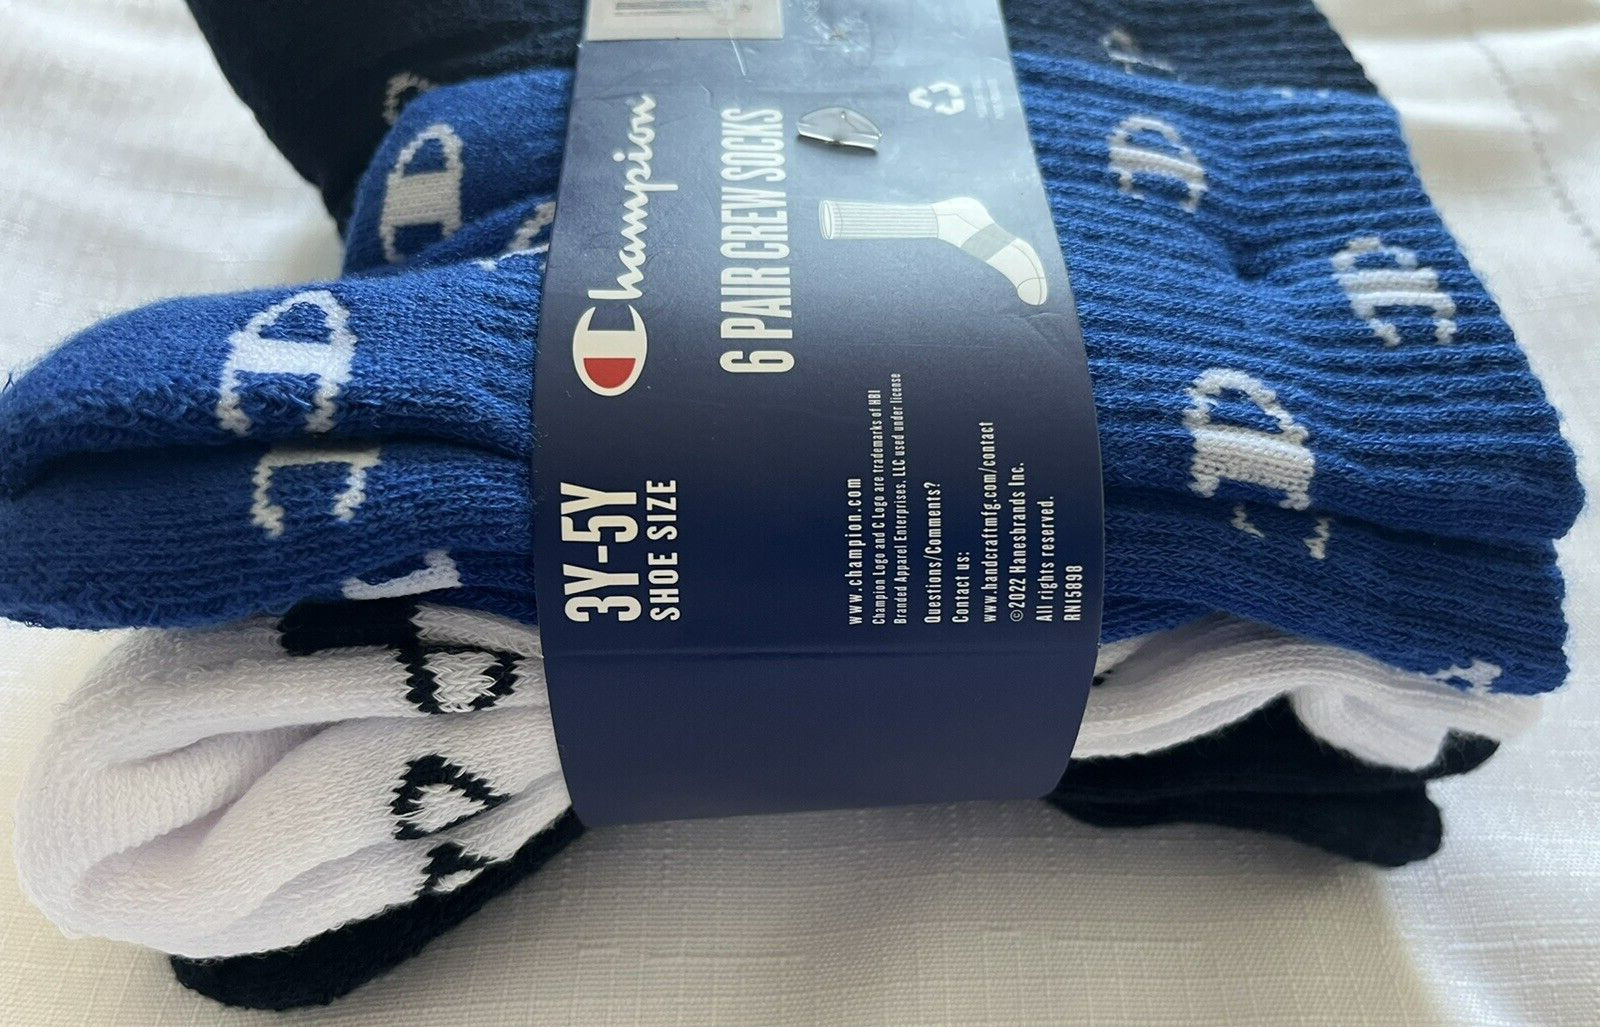 Champion
6 PAIR CREW SOCKS
3Y-5Y
SHOE SIZE
www.champion.com
Champion Logo and C Logo are trademarks of HBI
Branded Apparel Enterprises, LLC used under license
Questions/Comments?
Contact us:
www.handcraftmfg.com/contact
©2022 Hanesbrands Inc.
All rights reserved.
RN15898